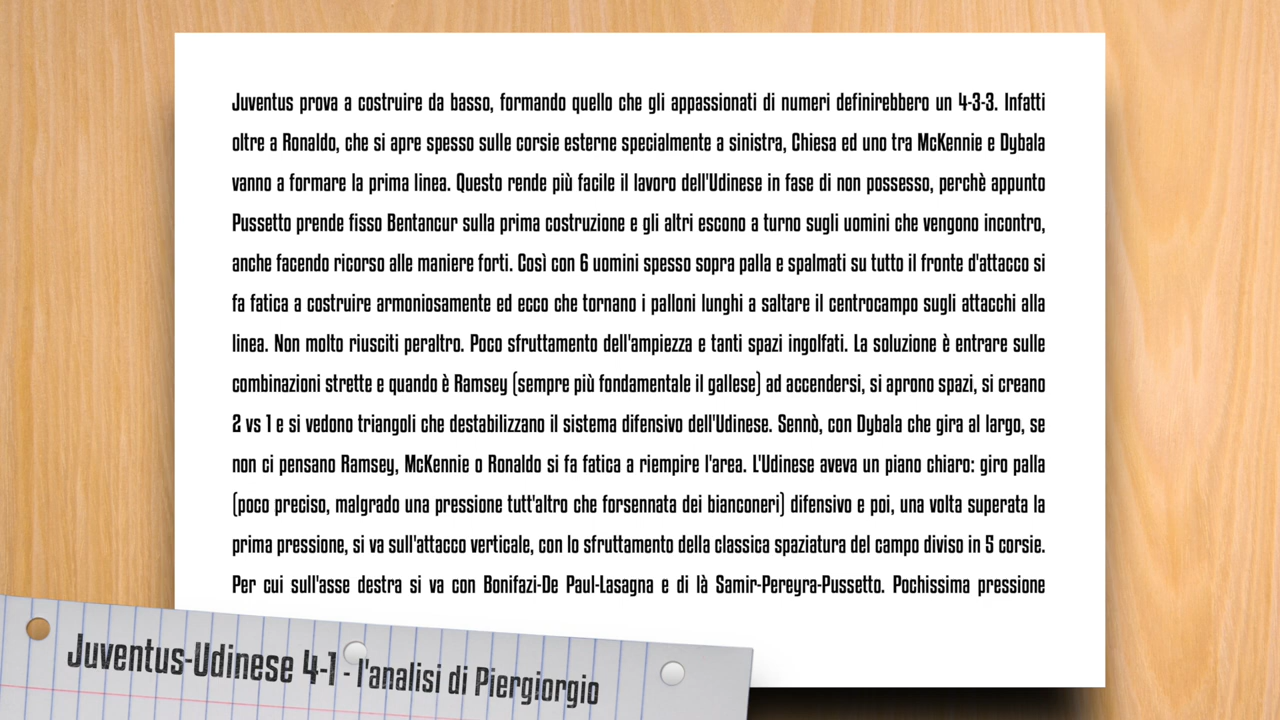 Juventus prova a costruire da basso, formando quello che gli appassionati di numeri definirebbero un 4-3-3. Infatti
oltre a Ronaldo, che si apre spesso sulle corsie esterne specialmente a sinistra, Chiesa ed uno tra McKennie e Dybala
vanno a formare la prima linea. Questo rende più facile il lavoro dell'Udinese in fase di non possesso, perchè appunto
Pussetto prende fisso Bentancur sulla prima costruzione e gli altri escono a turno sugli uomini che vengono incontro,
anche facendo ricorso alle maniere forti. Così con 6 uomini spesso sopra palla e spalmati su tutto il fronte d'attacco si
fa fatica a costruire armoniosamente ed ecco che tornano i palloni lunghi a saltare il centrocampo sugli attacchi alla
linea. Non molto riusciti peraltro. Poco sfruttamento dell'ampiezza e tanti spazi ingolfati. La soluzione è entrare sulle
combinazioni strette e quando è Ramsey (sempre più fondamentale il gallese) ad accendersi, si aprono spazi, si creano
2 vs 1 e si vedono triangoli che destabilizzano il sistema difensivo dell'Udinese. Sennò, con Dybala che gira al largo, se
non ci pensano Ramsey, McKennie o Ronaldo si fa fatica a riempire l'area. L'Udinese aveva un piano chiaro: giro palla
(poco preciso, malgrado una pressione tutt'altro che forsennata dei bianconeri) difensivo e poi, una volta superata la
prima pressione, si va sull'attacco verticale, con lo sfruttamento della classica spaziatura del campo diviso in 5 corsie.
Per cui sull'asse destra si va con Bonifazi-De Paul-Lasagna e di là Samir-Pereyra-Pussetto. Pochissima pressione
Juventus-Udinese 4-1 - l'analisi di Piergiorgio